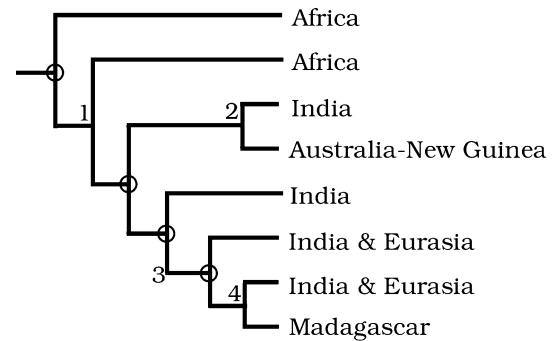 Africa
Africa
1
2
India
Australia-New Guinea
India
India & Eurasia
3
India & Eurasia
4
Madagascar